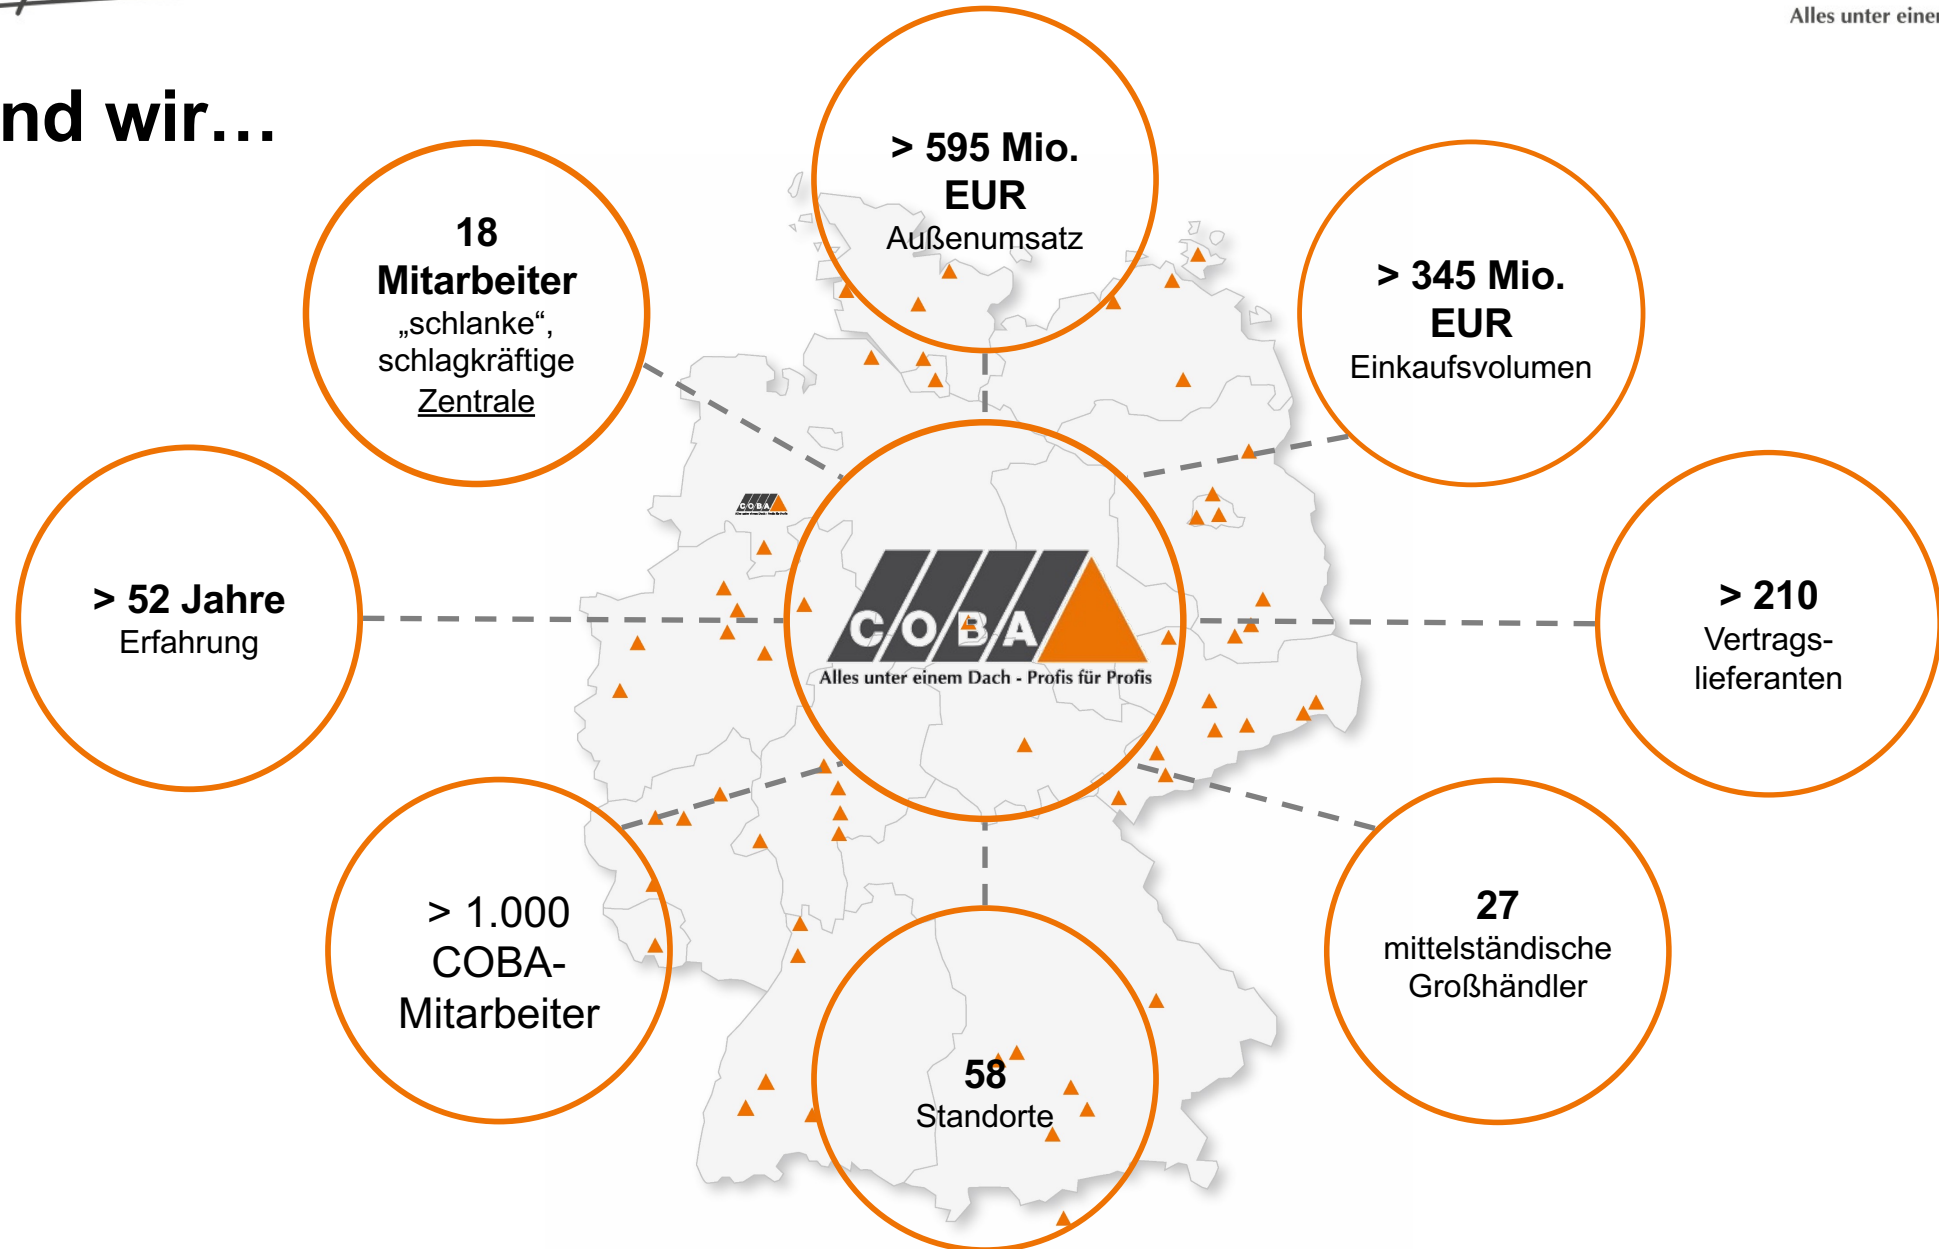 Alles unter einer
nd wir...
> 595 Mio.
EUR
Außenumsatz
18
Mitarbeiter
„schlanke“,
schlagkräftige
Zentrale
> 345 Mio.
EUR
Einkaufsvolumen
> 52 Jahre
Erfahrung
COBA
COBA
Alles unter einem Dach - Profis für Profis
> 210
Vertrags-
lieferanten
> 1.000
COBA-
Mitarbeiter
58
Standorte
27
mittelständische
Großhändler